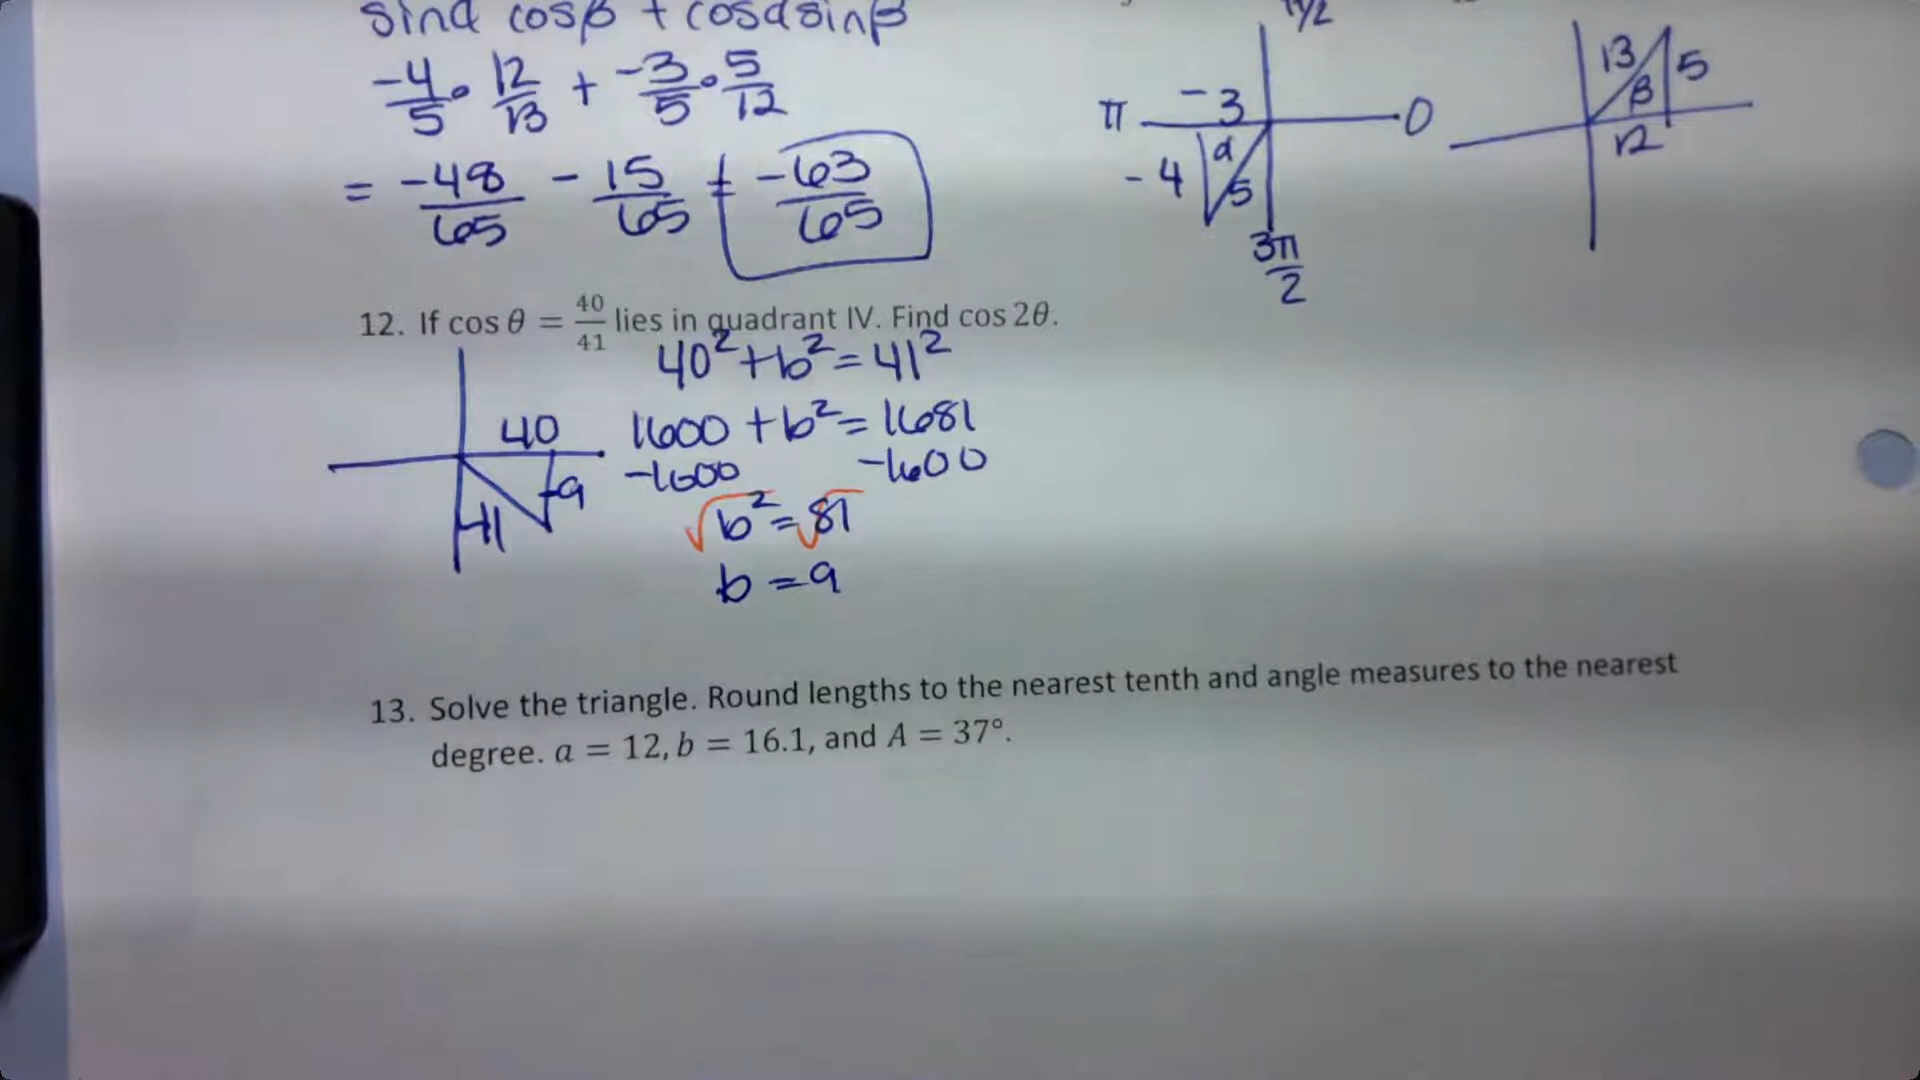 sinα cosβ + cosα sinβ
-4/5 · 12/13 + -3/5 · 5/12
= -48/65 - 15/65 = -63/65
π/2
π -3 0
-4 α 5
3π/2
13 5
β
12
12. If cos θ = 40/41 lies in quadrant IV. Find cos 2θ.
40² + b² = 41²
40 1600 + b² = 1681
-1600 -1600
-9
41 √b² = √81
b = 9
13. Solve the triangle. Round lengths to the nearest tenth and angle measures to the nearest
degree. a = 12, b = 16.1, and A = 37°.